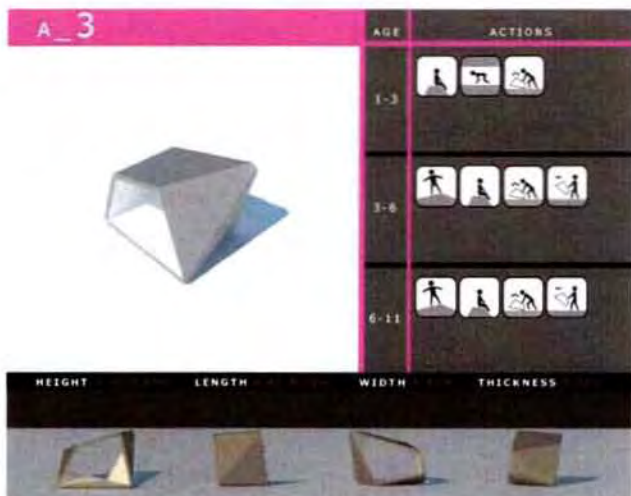 A_3
AGE
ACTIONS
1-3
3-6
6-11
HEIGHT
LENGTH
WIDTH
THICKNESS